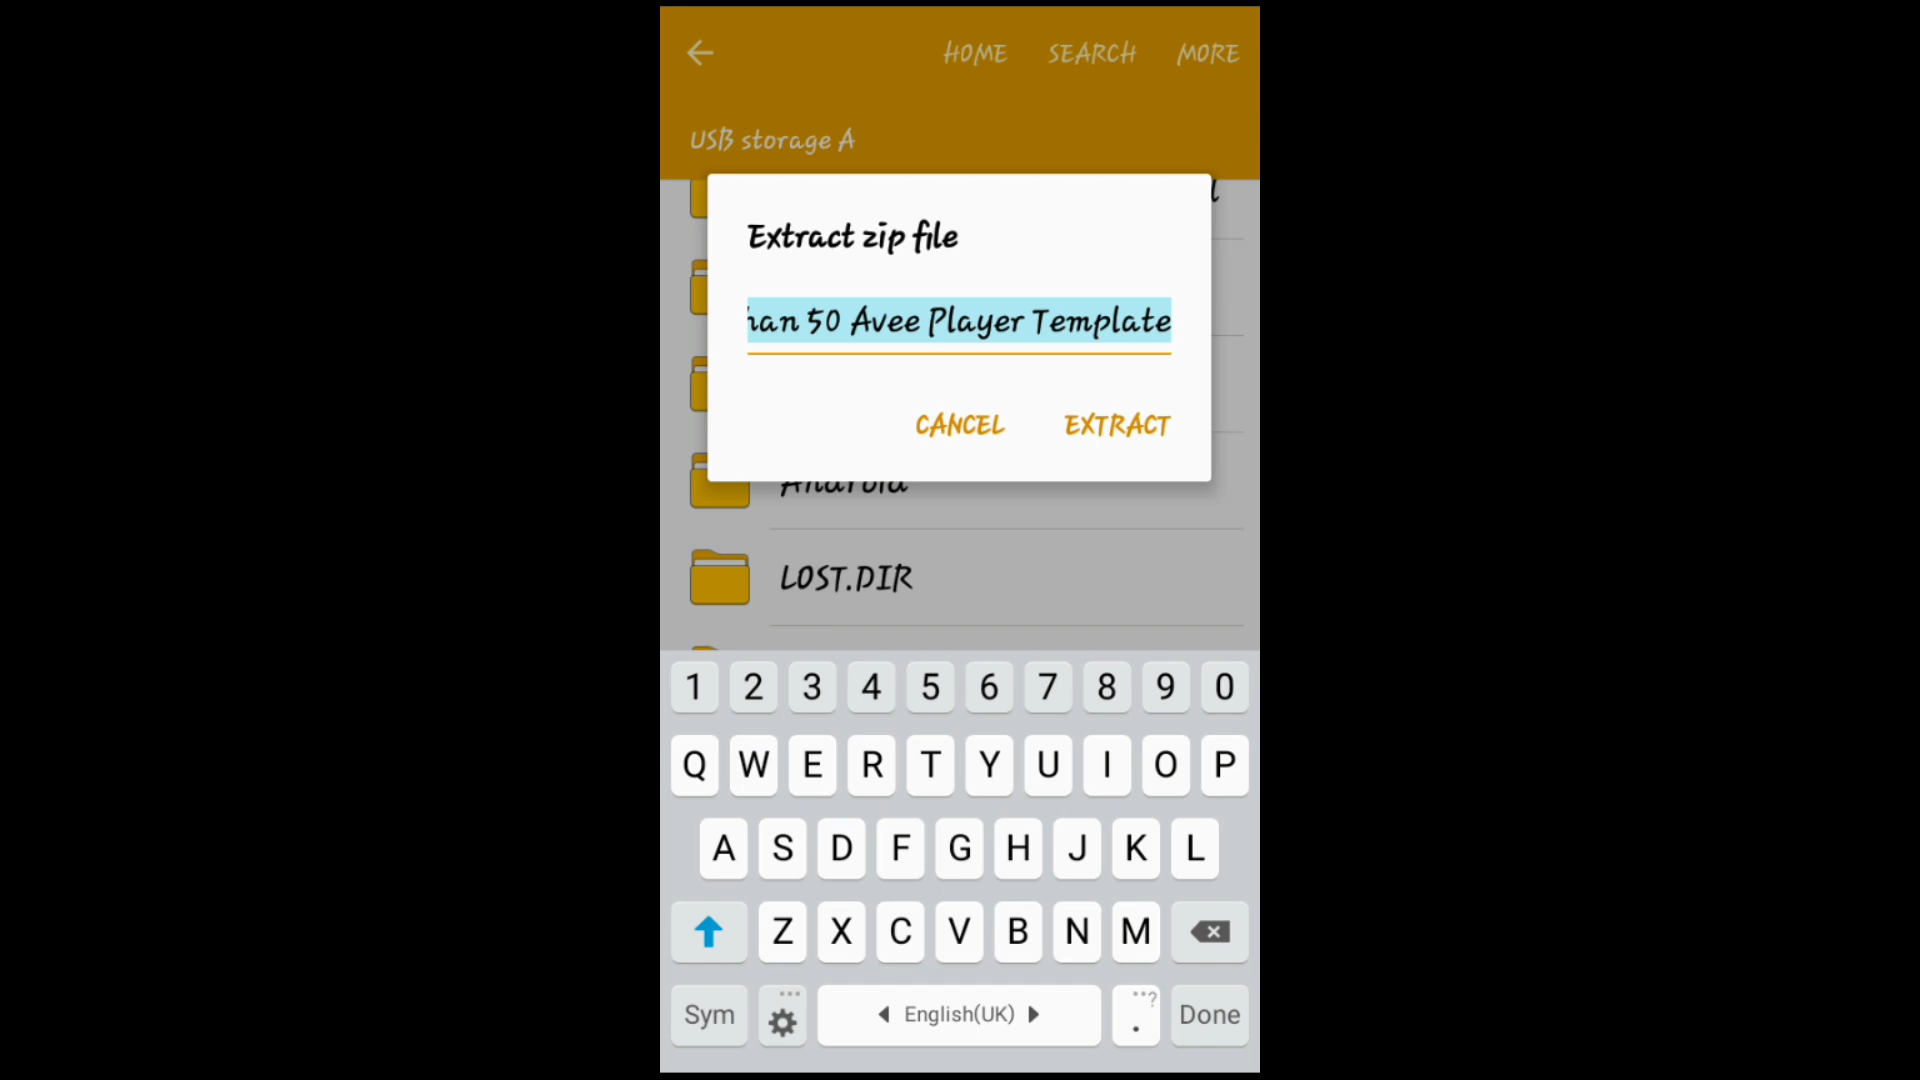 HOME SEARCH MORE
USB storage A
Extract zip file
han 50 Avee Player Template
CANCEL EXTRACT
Android
LOST.DIR
1 2 3 4 5 6 7 8 9 0
Q W E R T Y U I O P
A S D F G H J K L
Z X C V B N M
Sym English(UK) . Done